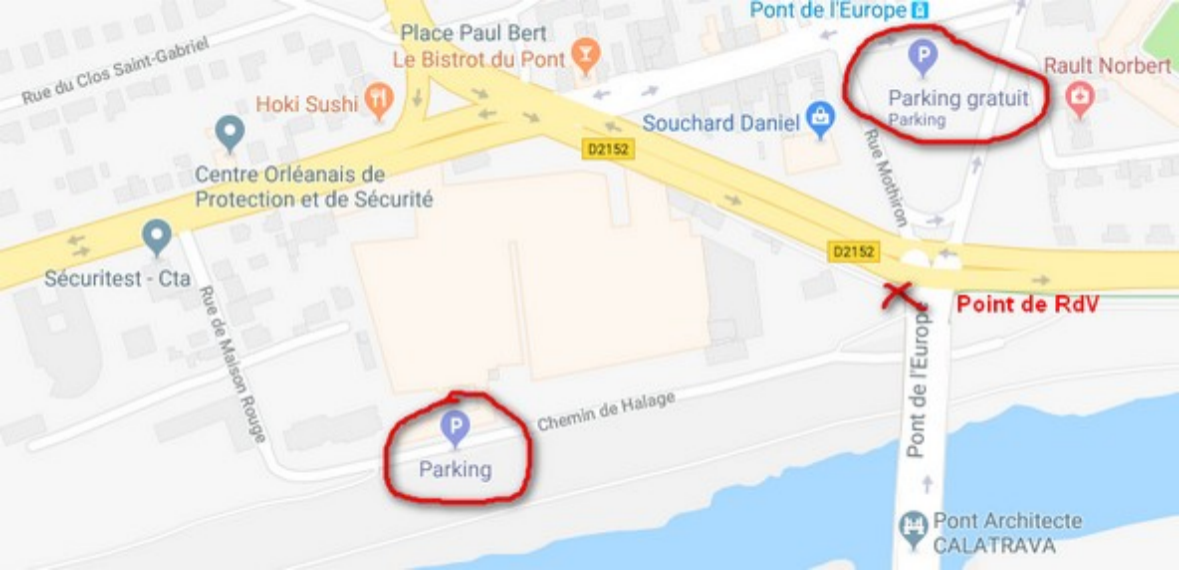 Pont de l'Europe
Place Paul Bert
Le Bistrot du Pont
Rue du Clos Saint-Gabriel
Hoki Sushi
P
Parking gratuit
Parking
Rault Norbert
Souchard Daniel
D2152
Centre Orléanais de
Protection et de Sécurité
Rue Mothiron
Sécuritest - Cta
D2152
Point de RdV
Rue de Maison Rouge
Pont de l'Europe
Chemin de Halage
P
Parking
Pont Architecte
CALATRAVA